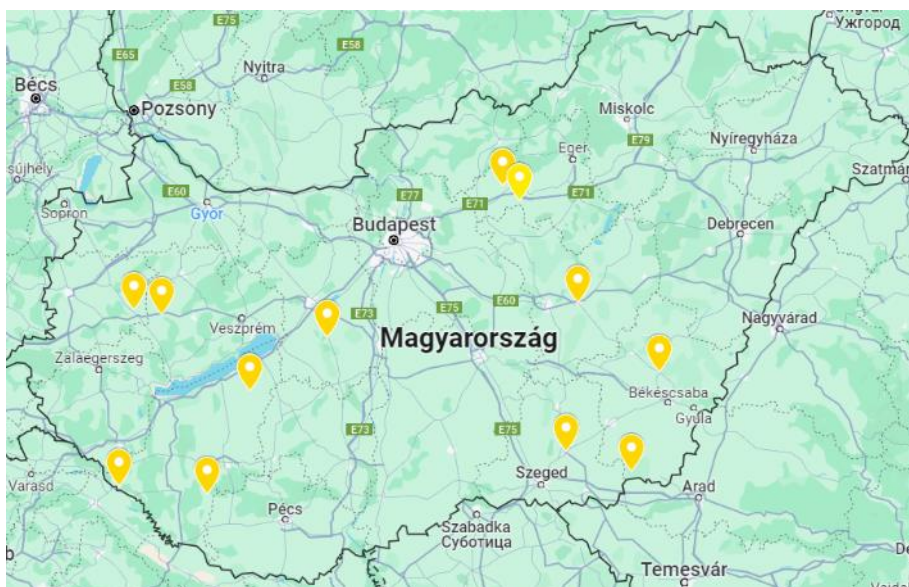 Ужгород
E75
E65
E58
Nyitra
Bécs
E58
Pozsony
Miskolc
Nyíregyháza
E79
sújhely
Eger
Szatmár
E60
E77
E71
E71
Sopron
Győr
Budapest
Debrecen
E75
E60
Veszprém
E73
Magyarország
Nagyvárad
Zalaegerszeg
Békéscsaba
Gyula
E73
E75
Varasd
Szeged
Arad
Pécs
Szabadka
Суботица
b
Temesvár